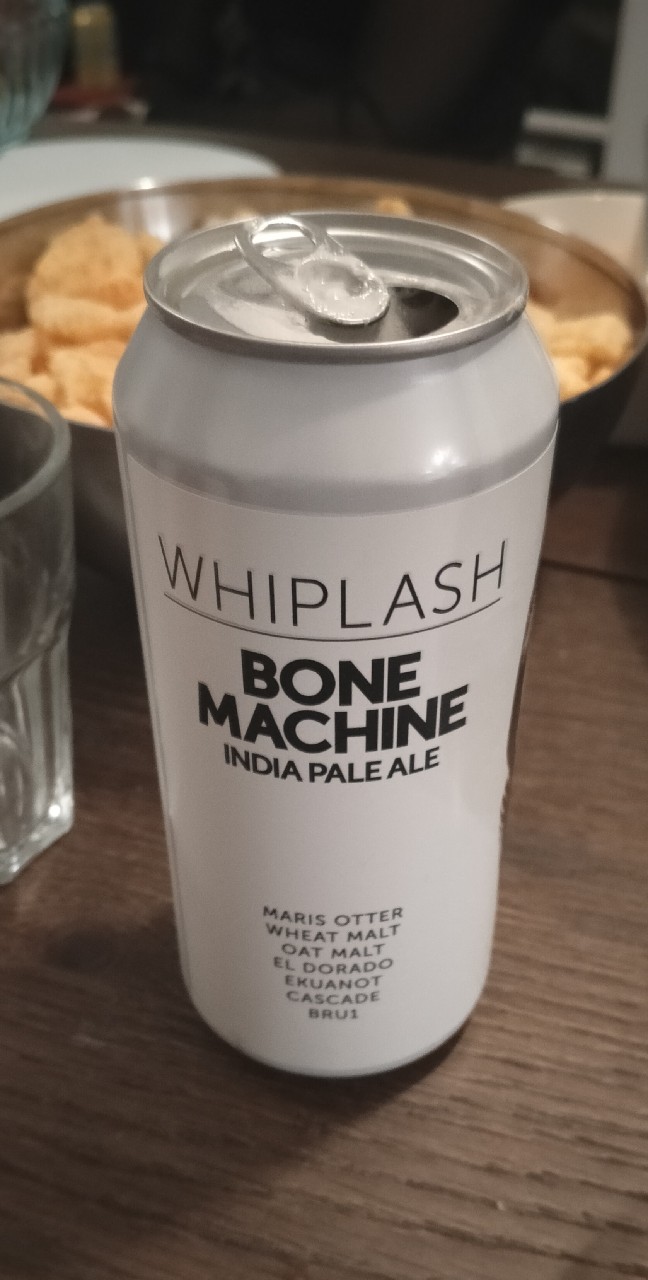 WHIPLASH
BONE
MACHINE
INDIA PALE ALE
MARIS OTTER
WHEAT MALT
OAT MALT
EL DORADO
EKUANOT
CASCADE
BRU1